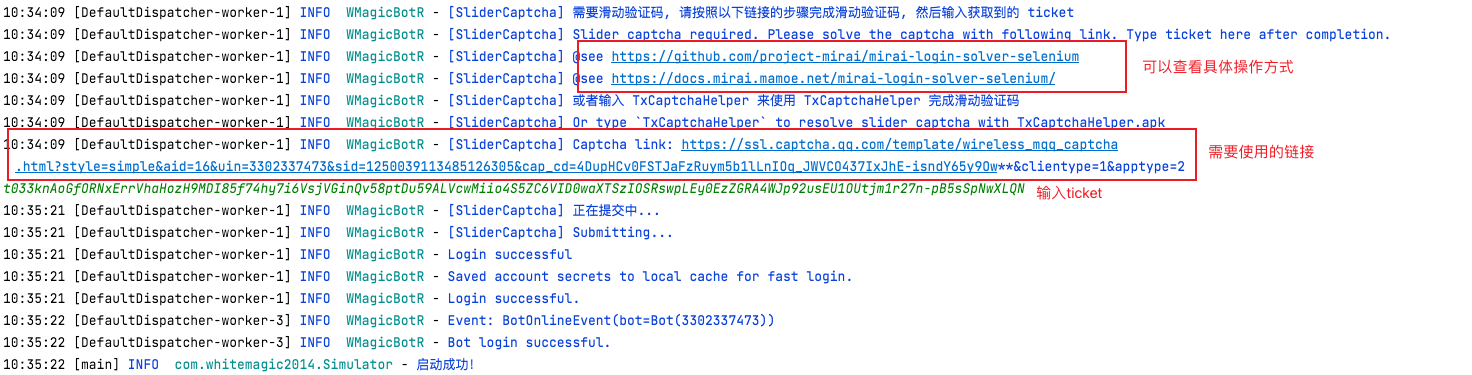 10:34:09 [DefaultDispatcher-worker-1] INFO  WMagicBotR - [SliderCaptcha] 需要滑动验证码, 请按照以下链接的步骤完成滑动验证码, 然后输入获取到的 ticket
10:34:09 [DefaultDispatcher-worker-1] INFO  WMagicBotR - [SliderCaptcha] Slider captcha required. Please solve the captcha with following link. Type ticket here after completion.
10:34:09 [DefaultDispatcher-worker-1] INFO  WMagicBotR - [SliderCaptcha] @see https://github.com/project-mirai/mirai-login-solver-selenium
可以查看具体操作方式
10:34:09 [DefaultDispatcher-worker-1] INFO  WMagicBotR - [SliderCaptcha] @see https://docs.mirai.mamoe.net/mirai-login-solver-selenium/
10:34:09 [DefaultDispatcher-worker-1] INFO  WMagicBotR - [SliderCaptcha] 或者输入 TxCaptchaHelper 来使用 TxCaptchaHelper 完成滑动验证码
10:34:09 [DefaultDispatcher-worker-1] INFO  WMagicBotR - [SliderCaptcha] Or type `TxCaptchaHelper` to resolve slider captcha with TxCaptchaHelper.apk
10:34:09 [DefaultDispatcher-worker-1] INFO  WMagicBotR - [SliderCaptcha] Captcha link: https://ssl.captcha.qq.com/template/wireless_mqq_captcha
需要使用的链接
.html?style=simple&aid=16&uin=3302337473&sid=1250039113485126305&cap_cd=4DupHCv0FSTJaFzRuym5b1lLnIOq_JWVCO437IxJhE-isndY65y9Ow**&clientype=1&apptype=2
t033knAoGfORNxErrVhaHozH9MDI85f74hy7i6VsjVGinQv58ptDu59ALVcwMiio4S5ZC6VID0waXTSzIOSRswpLEy0EzZGRA4WJp92usEU1OUtjm1r27n-pB5sSpNwXLQN
输入ticket
10:35:21 [DefaultDispatcher-worker-1] INFO  WMagicBotR - [SliderCaptcha] 正在提交中...
10:35:21 [DefaultDispatcher-worker-1] INFO  WMagicBotR - [SliderCaptcha] Submitting...
10:35:21 [DefaultDispatcher-worker-1] INFO  WMagicBotR - Login successful
10:35:21 [DefaultDispatcher-worker-1] INFO  WMagicBotR - Saved account secrets to local cache for fast login.
10:35:21 [DefaultDispatcher-worker-1] INFO  WMagicBotR - Login successful.
10:35:22 [DefaultDispatcher-worker-3] INFO  WMagicBotR - Event: BotOnlineEvent(bot=Bot(3302337473))
10:35:22 [DefaultDispatcher-worker-3] INFO  WMagicBotR - Bot login successful.
10:35:22 [main] INFO  com.whitemagic2014.Simulator - 启动成功!